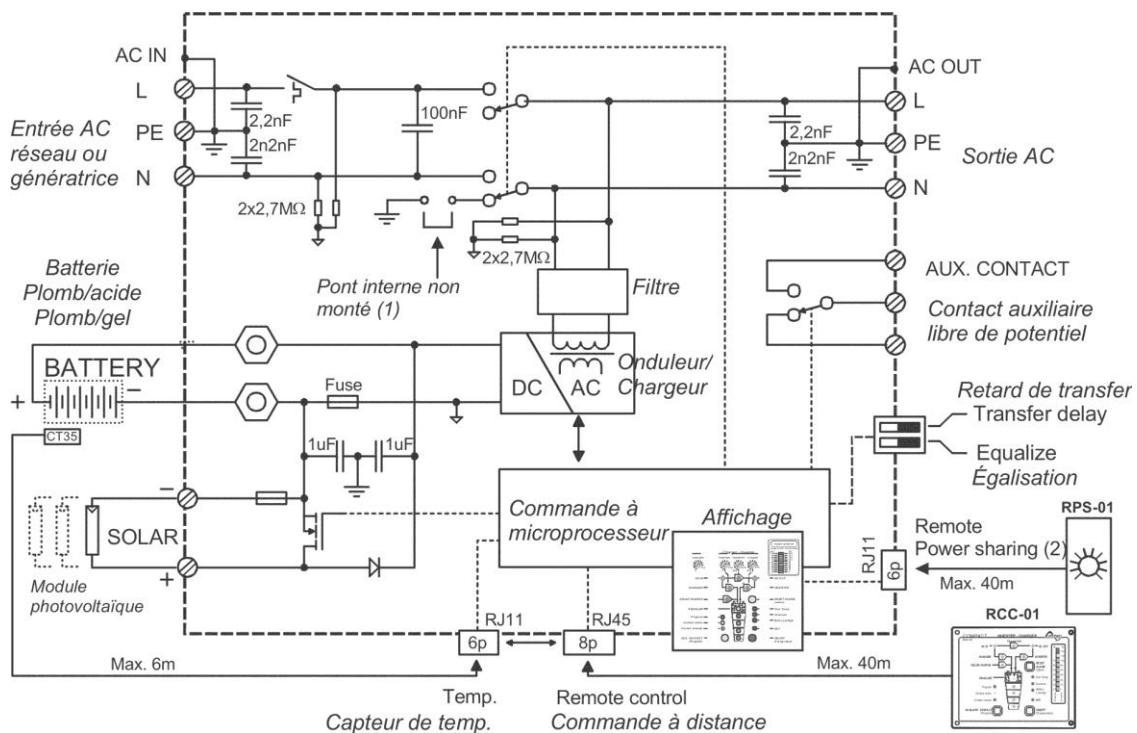 AC IN
L
PE
N
Entrée AC
réseau ou
génératrice
2,2nF
2n2nF
100nF
2x2,7MΩ
2x2,7MΩ
Pont interne non
monté (1)
Filtre
AC OUT
L
PE
N
2,2nF
2n2nF
Sortie AC
AUX. CONTACT
Contact auxiliaire
libre de potentiel
Batterie
Plomb/acide
Plomb/gel
BATTERY
+
−
CT35
Fuse
1uF
1uF
DC
AC
Onduleur/
Chargeur
Retard de transfer
Transfer delay
Equalize
Égalisation
−
SOLAR
+
Module
photovoltaïque
Commande à
microprocesseur
Affichage
RJ11
6p
Remote
Power sharing (2)
Max. 40m
RPS-01
RCC-01
RJ11
6p
RJ45
8p
Max. 6m
Max. 40m
Temp.
Capteur de temp.
Remote control
Commande à distance